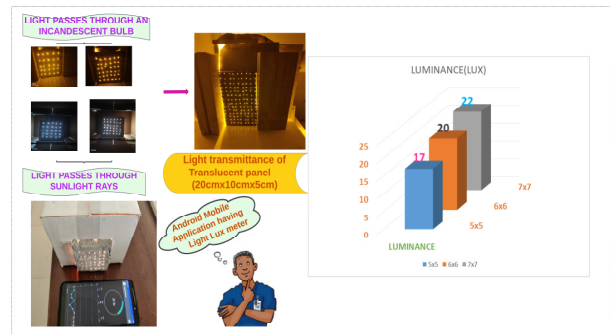 LIGHT PASSES THROUGH AN
INCANDESCENT BULB
LIGHT PASSES THROUGH
SUNLIGHT RAYS
Light transmittance of
Translucent panel
(20cmx10cmx5cm)
Android Mobile
Application having
Light Lux meter
LUMINANCE(LUX)
22
20
17
25
20
15
10
5
0
7x7
6x6
5x5
LUMINANCE
5x5 6x6 7x7